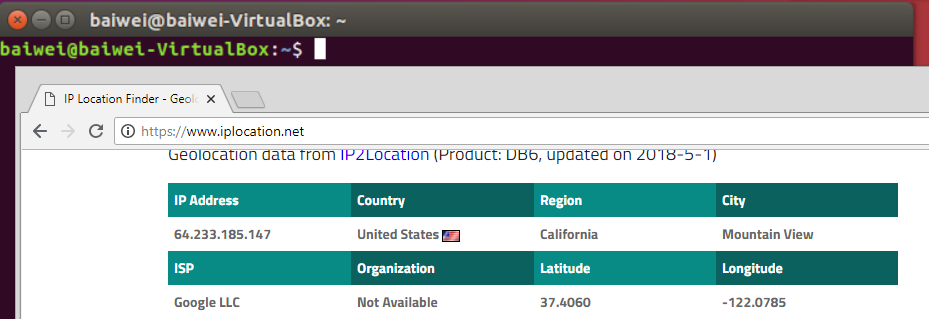 baiwei@baiwei-VirtualBox: ~
baiwei@baiwei-VirtualBox:~$
IP Location Finder - Geolo
https://www.iplocation.net
Geolocation data from IP2Location (Product: DB6, updated on 2018-5-1)
IP Address Country Region City
64.233.185.147 United States California Mountain View
ISP Organization Latitude Longitude
Google LLC Not Available 37.4060 -122.0785